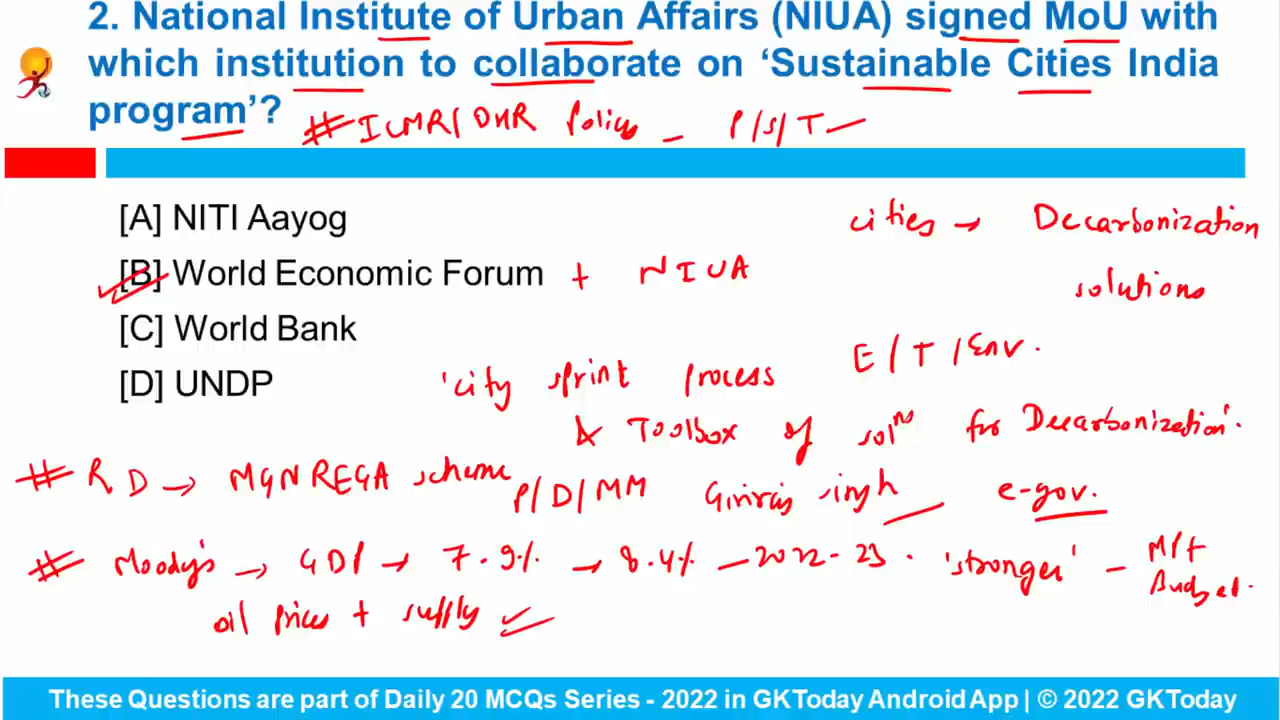 2. National Institute of Urban Affairs (NIUA) signed MoU with
which institution to collaborate on ‘Sustainable Cities India
program’?
# ICMR/DHR Policy - P/S/T
[A] NITI Aayog
cities → Decarbonization
solutions
[B] World Economic Forum + NIUA
[C] World Bank
E/T/Env.
[D] UNDP
'city sprint process
& Toolbox of solns for Decarbonization'.
# RD → MGNREGA scheme
P/D/MM Giriraj singh e-gov.
# Moody's → GDP → 7.9% → 8.4% - 2022-23. 'stronger' -
Budget.
oil prices + supply
These Questions are part of Daily 20 MCQs Series - 2022 in GKToday Android App | © 2022 GKToday